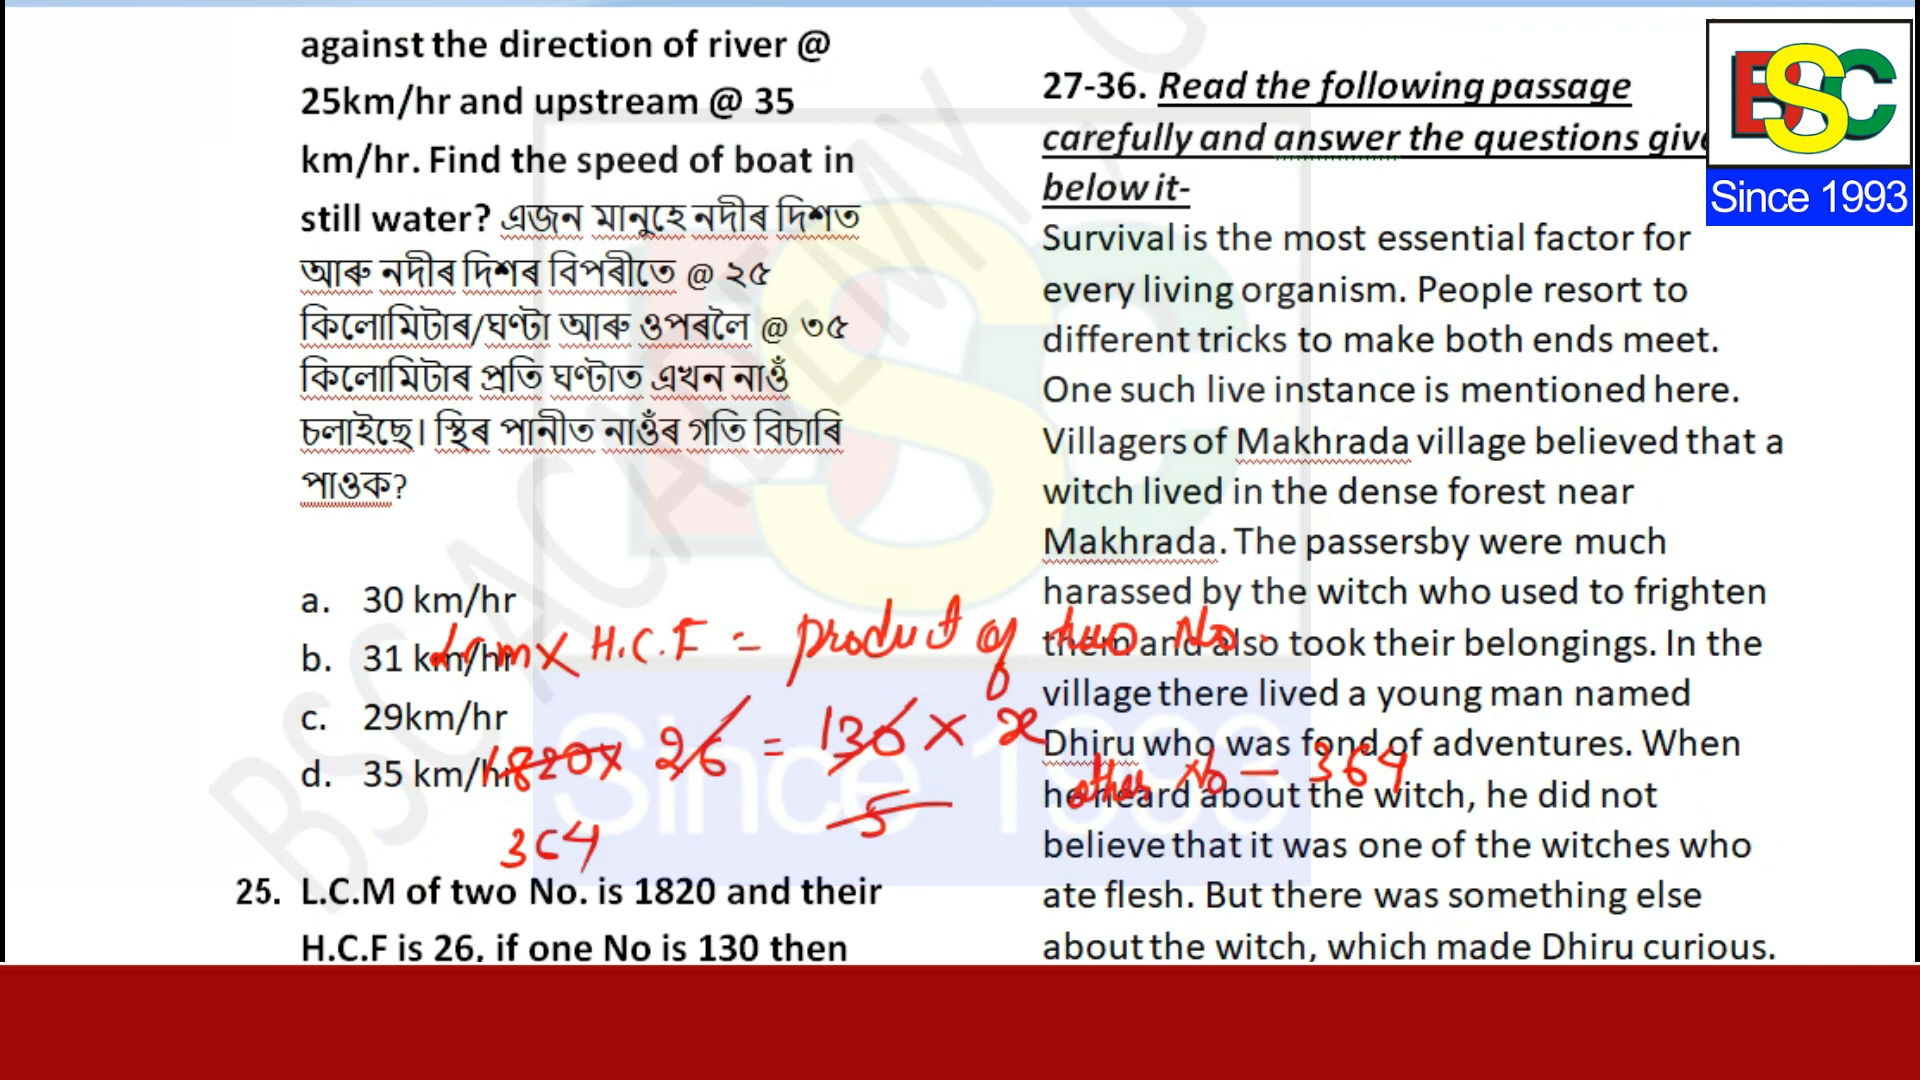 against the direction of river @
25km/hr and upstream @ 35
km/hr. Find the speed of boat in
still water? এজন মানুহে নদীৰ দিশত
আৰু নদীৰ দিশৰ বিপৰীতে @ ২৫
কিলোমিটাৰ/ঘণ্টা আৰু ওপৰলৈ @ ৩৫
কিলোমিটাৰ প্ৰতি ঘণ্টাত এখন নাওঁ
চলাইছে। স্থিৰ পানীত নাওঁৰ গতি বিচাৰি
পাওক?
a. 30 km/hr
b. 31 km/hr
c. 29km/hr
d. 35 km/hr
Lcm x H.C.F = product of two No.
1820 x 26 = 130 x x
364
5
other No - 364
25. L.C.M of two No. is 1820 and their
H.C.F is 26, if one No is 130 then
27-36. Read the following passage
carefully and answer the questions give
below it-
Survival is the most essential factor for
every living organism. People resort to
different tricks to make both ends meet.
One such live instance is mentioned here.
Villagers of Makhrada village believed that a
witch lived in the dense forest near
Makhrada. The passersby were much
harassed by the witch who used to frighten
them and also took their belongings. In the
village there lived a young man named
Dhiru who was fond of adventures. When
he heard about the witch, he did not
believe that it was one of the witches who
ate flesh. But there was something else
about the witch, which made Dhiru curious.
BSC
Since 1993
BSC ACADEMY
Since 1993